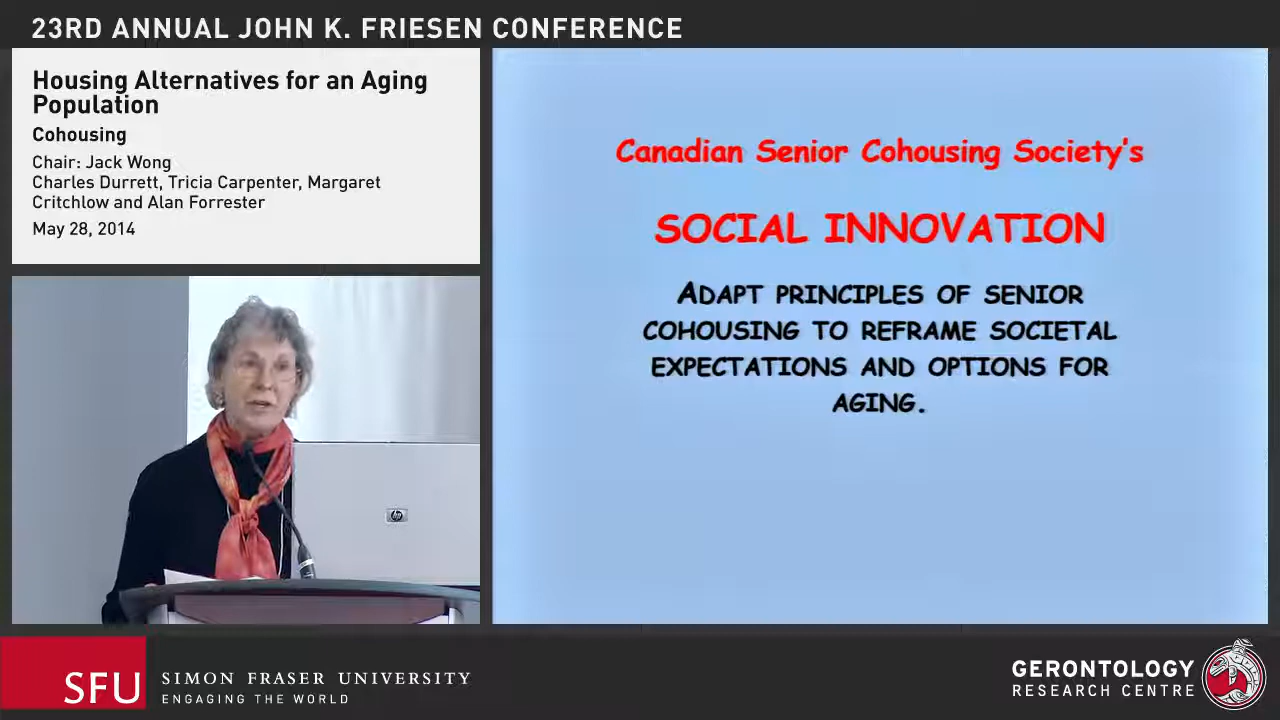 23RD ANNUAL JOHN K. FRIESEN CONFERENCE
Housing Alternatives for an Aging
Population
Cohousing
Chair: Jack Wong
Charles Durrett, Tricia Carpenter, Margaret
Critchlow and Alan Forrester
May 28, 2014
Canadian Senior Cohousing Society's
SOCIAL INNOVATION
ADAPT PRINCIPLES OF SENIOR
COHOUSING TO REFRAME SOCIETAL
EXPECTATIONS AND OPTIONS FOR
AGING.
hp
SFU
SIMON FRASER UNIVERSITY
ENGAGING THE WORLD
GERONTOLOGY
RESEARCH CENTRE